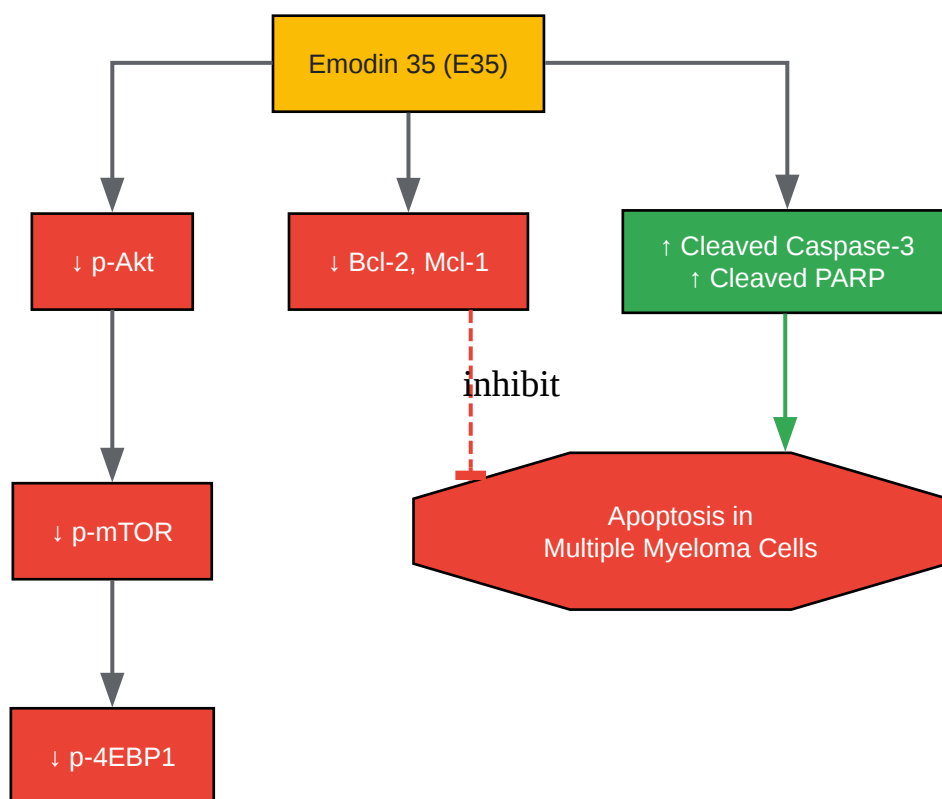 Emodin 35 (E35)
↓ p-Akt
↓ Bcl-2, Mcl-1
↑ Cleaved Caspase-3
↑ Cleaved PARP
inhibit
↓ p-mTOR
Apoptosis in
Multiple Myeloma Cells
↓ p-4EBP1